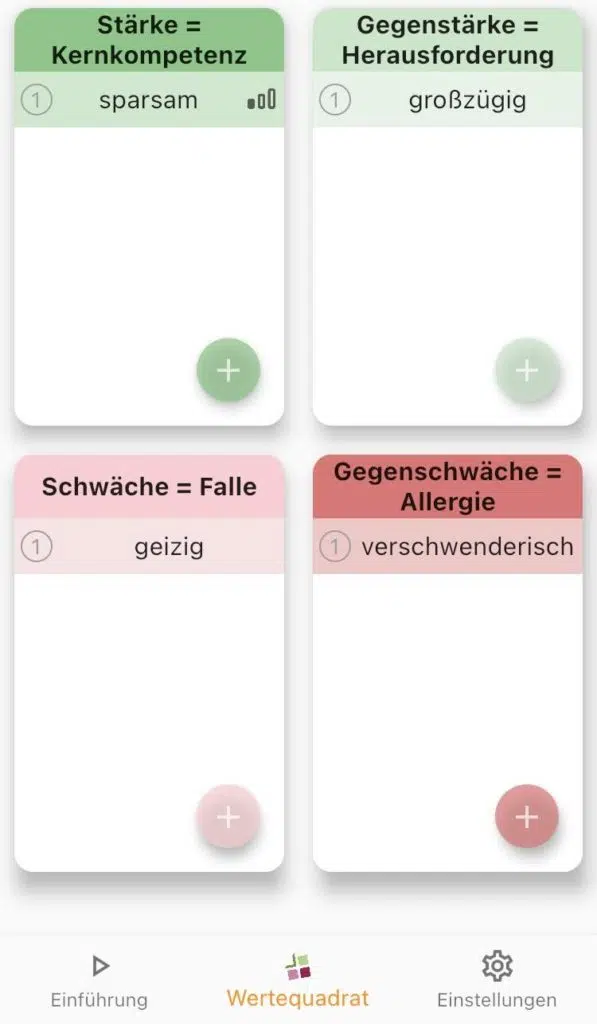 Stärke =
Kernkompetenz
1 sparsam
Gegenstärke =
Herausforderung
1 großzügig
Schwäche = Falle
1 geizig
Gegenschwäche =
Allergie
1 verschwenderisch
Einführung
Wertequadrat
Einstellungen